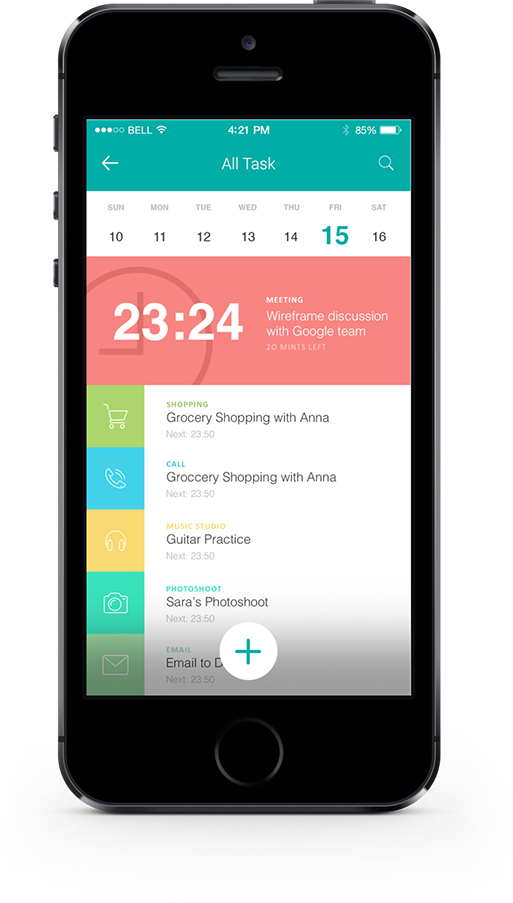 BELL 4:21 PM 85%
All Task
SUN MON TUE WED THU FRI SAT
10 11 12 13 14 15 16
MEETING
23:24
Wireframe discussion
with Google team
20 MINTS LEFT
SHOPPING
Grocery Shopping with Anna
Next: 23:50
CALL
Groccery Shopping with Anna
Next: 23:50
MUSIC STUDIO
Guitar Practice
Next: 23:50
PHOTOSHOOT
Sara's Photoshoot
Next: 23:50
EMAIL
Email to D
Next: 23:50